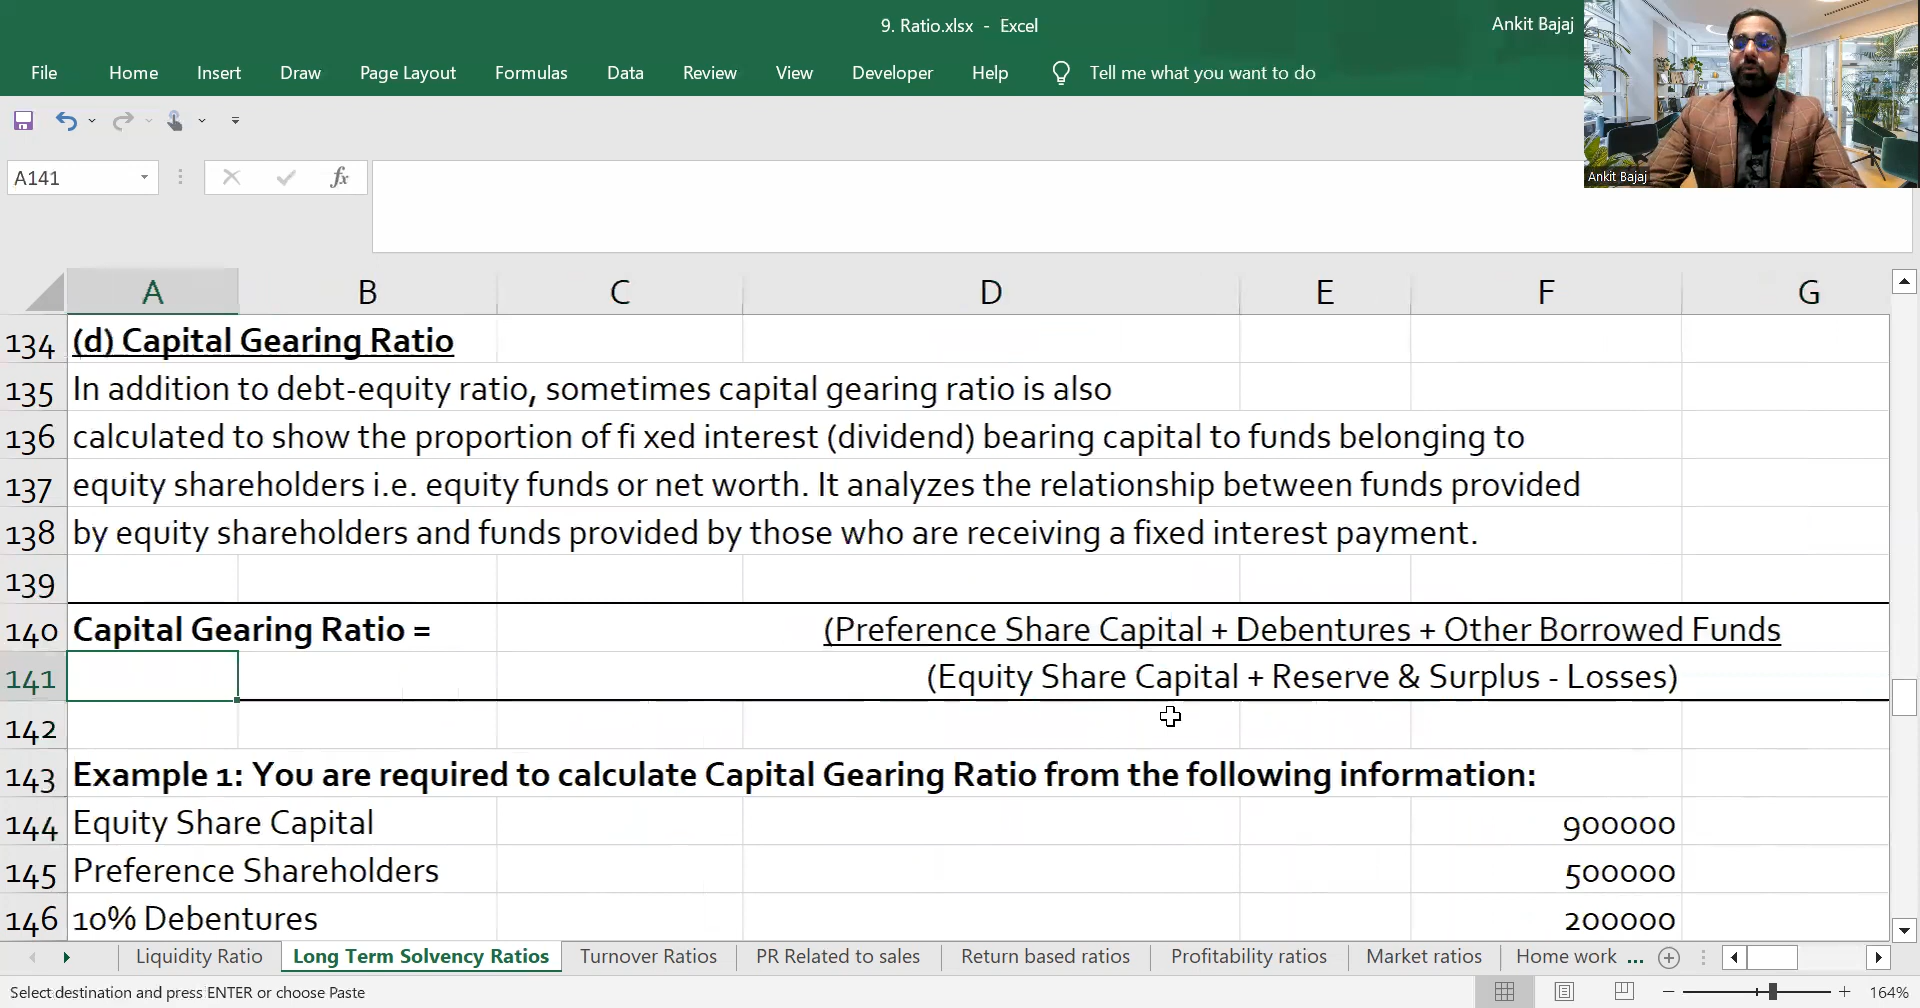 9. Ratio.xlsx - Excel
Ankit Bajaj
File Home Insert Draw Page Layout Formulas Data Review View Developer Help Tell me what you want to do
Ankit Bajaj
A141 fx
A B C D E F G
134 (d) Capital Gearing Ratio
135 In addition to debt-equity ratio, sometimes capital gearing ratio is also
136 calculated to show the proportion of fi xed interest (dividend) bearing capital to funds belonging to
137 equity shareholders i.e. equity funds or net worth. It analyzes the relationship between funds provided
138 by equity shareholders and funds provided by those who are receiving a fixed interest payment.
139
140 Capital Gearing Ratio = (Preference Share Capital + Debentures + Other Borrowed Funds
141 (Equity Share Capital + Reserve & Surplus - Losses)
142
143 Example 1: You are required to calculate Capital Gearing Ratio from the following information:
144 Equity Share Capital 900000
145 Preference Shareholders 500000
146 10% Debentures 200000
Liquidity Ratio Long Term Solvency Ratios Turnover Ratios PR Related to sales Return based ratios Profitability ratios Market ratios Home work ...
Select destination and press ENTER or choose Paste 164%